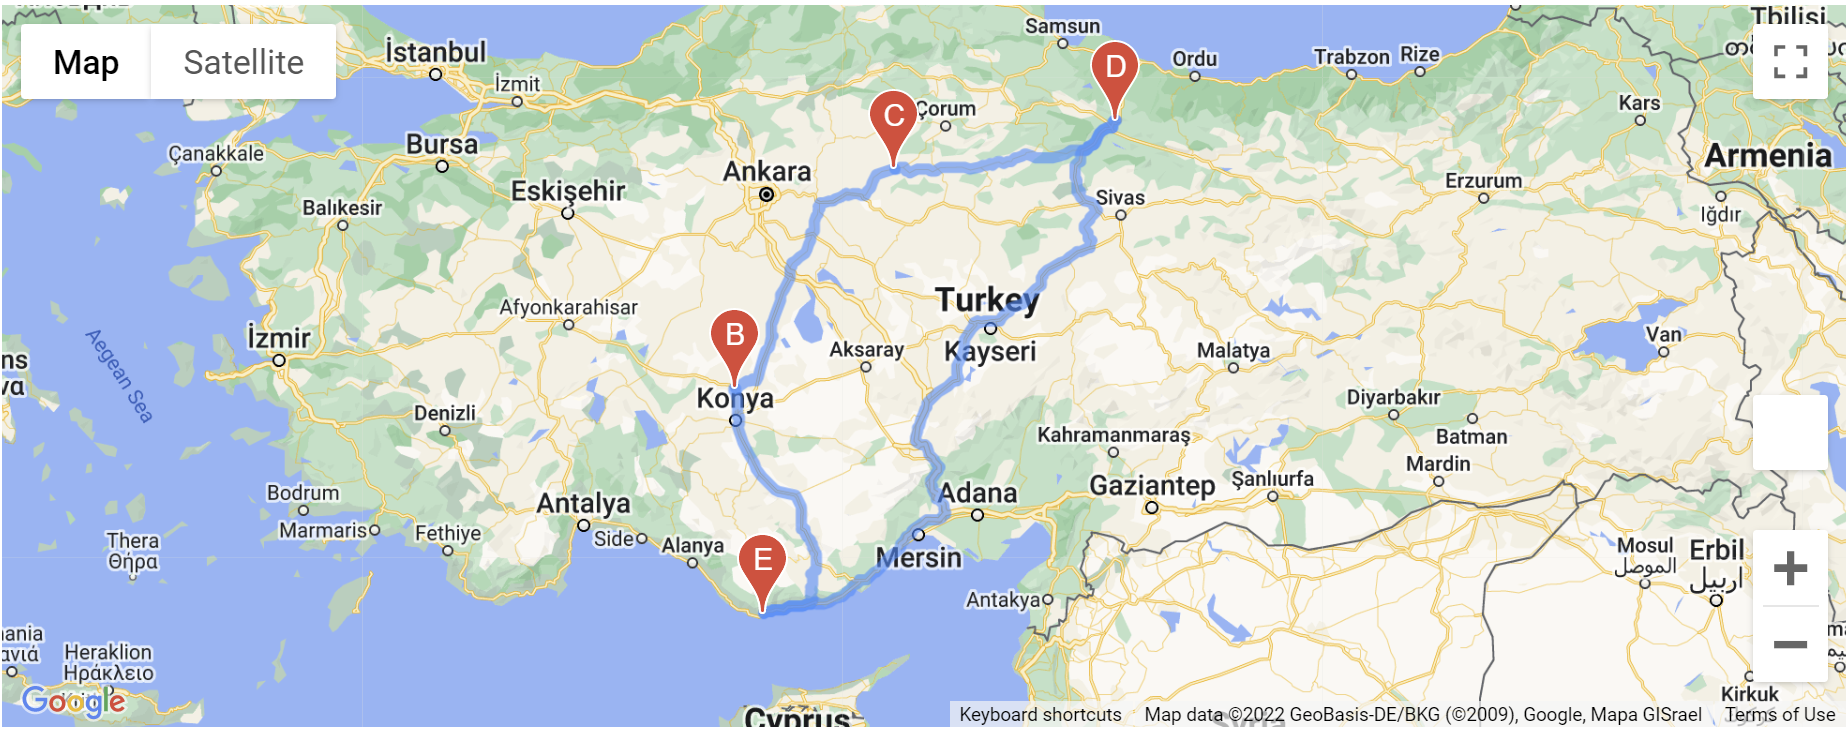 Map
Satellite
İstanbul
İzmit
Samsun
Ordu
Trabzon
Rize
Tbilisi
Kars
Çorum
Çanakkale
Bursa
Ankara
Eskişehir
Balıkesir
Sivas
Erzurum
Armenia
Iğdır
D
C
B
E
Turkey
Kayseri
Afyonkarahisar
Aksaray
İzmir
Aegean Sea
Konya
Malatya
Van
Denizli
Diyarbakır
Batman
Kahramanmaraş
Mardin
Gaziantep
Şanlıurfa
Adana
Antalya
Bodrum
Marmaris
Fethiye
Side
Alanya
Mersin
Thera
Θήρα
Antakya
Mosul
الموصل
Erbil
اربيل
Heraklion
Ηράκλειο
Kirkuk
Cyprus
Syria
Google
Keyboard shortcuts
Map data ©2022 GeoBasis-DE/BKG (©2009), Google, Mapa GISrael
Terms of Use